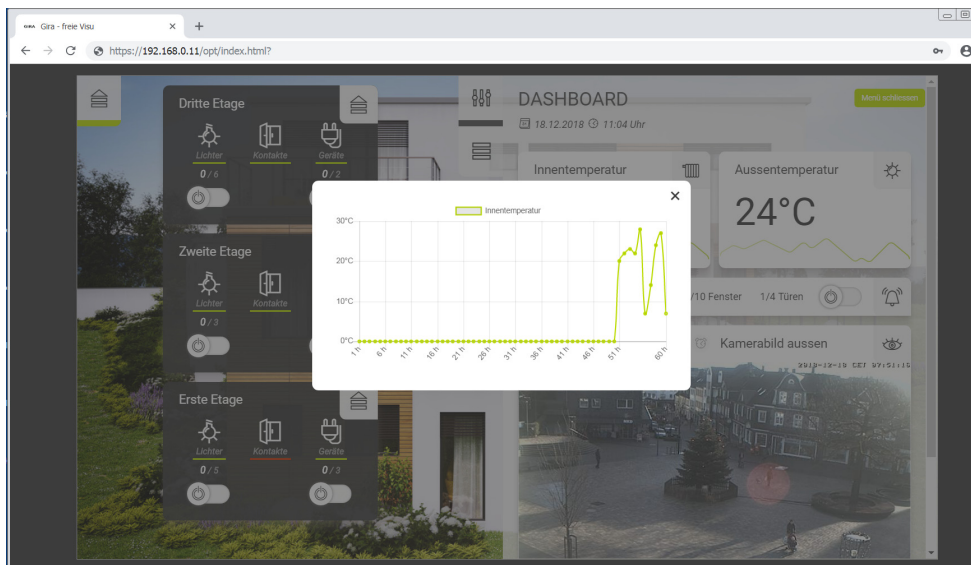 GIRA Gira - freie Visu
https://192.168.0.11/opt/index.html?
Dritte Etage
Lichter Kontakte Geräte
0 / 6 0 / 2
Zweite Etage
Lichter Kontakte
0 / 3
Erste Etage
Lichter Kontakte Geräte
0 / 5 0 / 3
DASHBOARD
Menü schliessen
18.12.2018 11:04 Uhr
Innentemperatur
Aussentemperatur
24°C
/10 Fenster 1/4 Türen
Kamerabild aussen
Innentemperatur
30°C
20°C
10°C
0°C
1 h 6 h 11 h 16 h 21 h 26 h 31 h 36 h 41 h 46 h 51 h 60 h